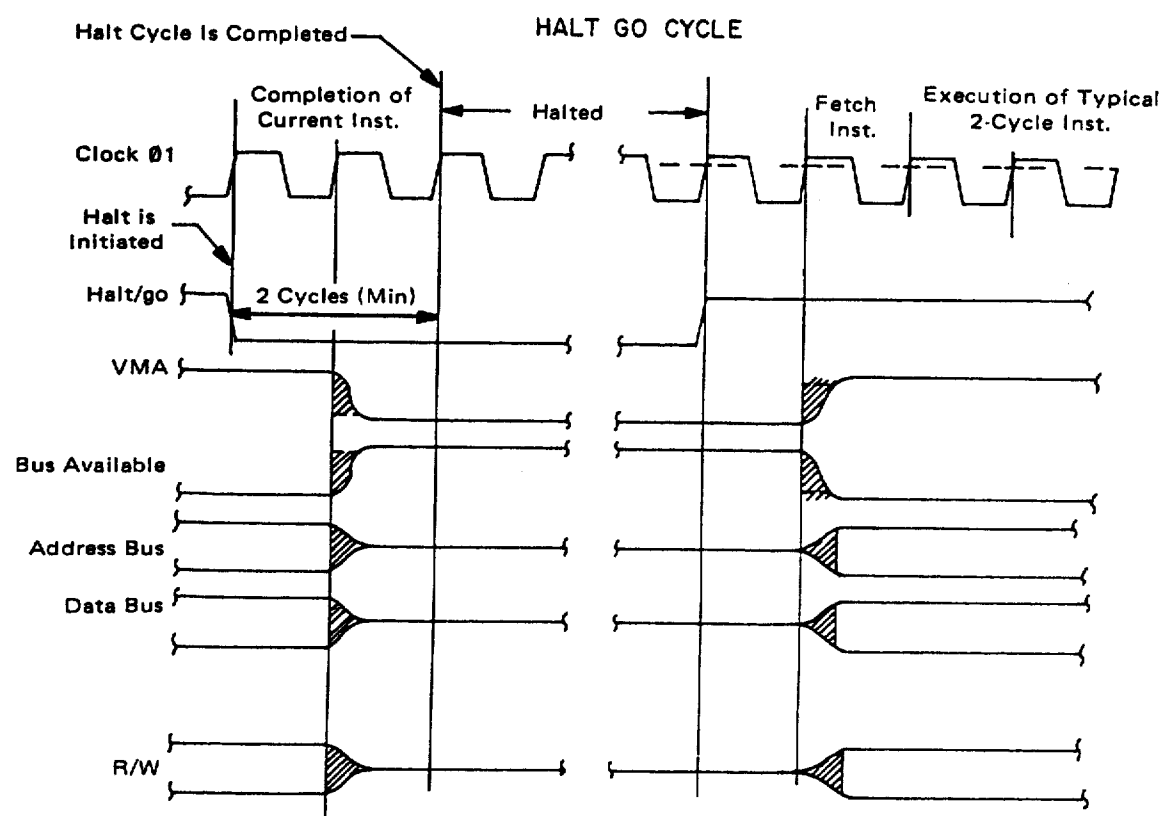 HALT GO CYCLE
Halt Cycle Is Completed
Completion of
Current Inst.
Halted
Fetch
Inst.
Execution of Typical
2-Cycle Inst.
Clock Ø1
Halt is
Initiated
Halt/go
2 Cycles (Min)
VMA
Bus Available
Address Bus
Data Bus
R/W